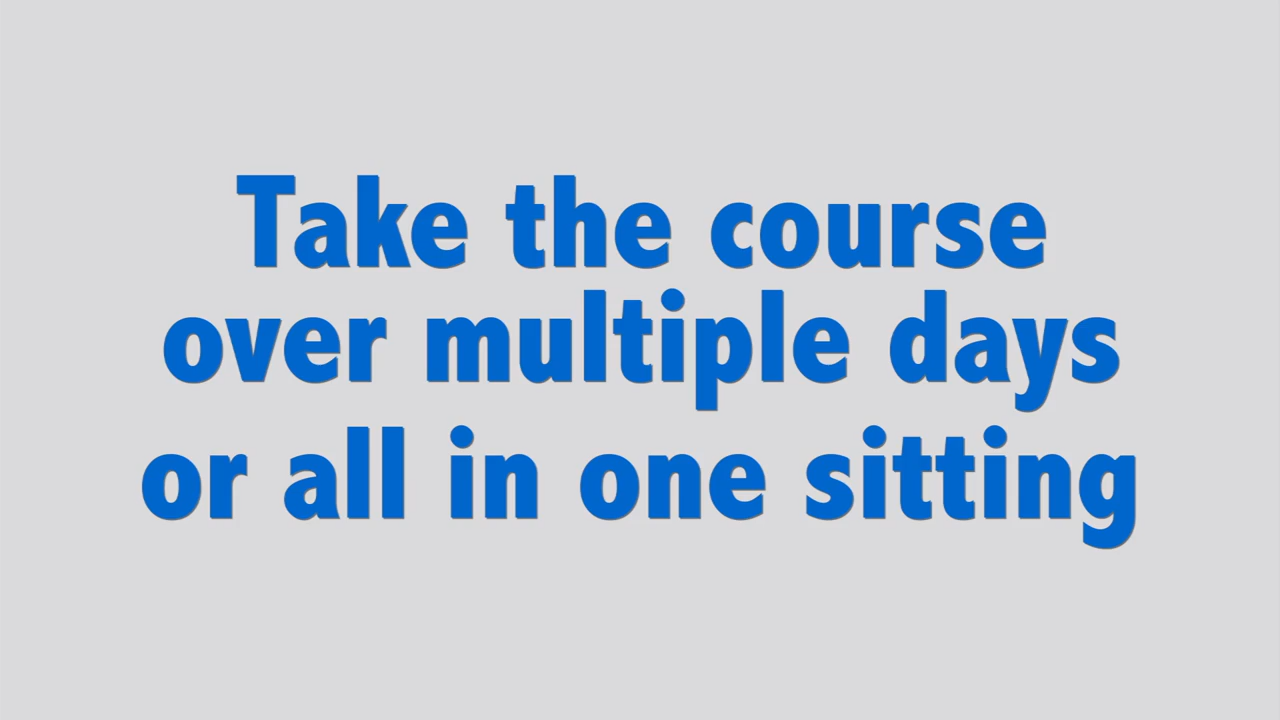 Take the course
over multiple days
or all in one sitting